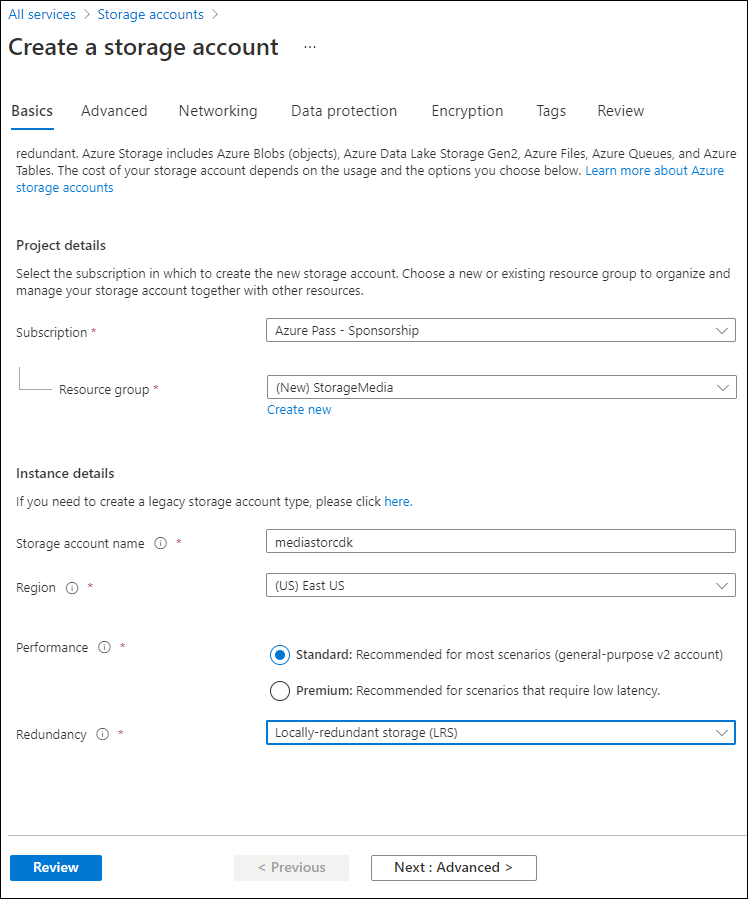 All services > Storage accounts >
Create a storage account ...
Basics Advanced Networking Data protection Encryption Tags Review
redundant. Azure Storage includes Azure Blobs (objects), Azure Data Lake Storage Gen2, Azure Files, Azure Queues, and Azure
Tables. The cost of your storage account depends on the usage and the options you choose below. Learn more about Azure
storage accounts
Project details
Select the subscription in which to create the new storage account. Choose a new or existing resource group to organize and
manage your storage account together with other resources.
Subscription * Azure Pass - Sponsorship
Resource group * (New) StorageMedia
Create new
Instance details
If you need to create a legacy storage account type, please click here.
Storage account name * mediastorcdk
Region * (US) East US
Performance * Standard: Recommended for most scenarios (general-purpose v2 account)
Premium: Recommended for scenarios that require low latency.
Redundancy * Locally-redundant storage (LRS)
Review < Previous Next : Advanced >